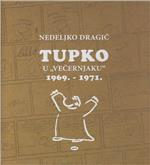 NEDELJKO DRAGIĆ
TUPKO
U „VEČERNJAKU"
1969. - 1971.